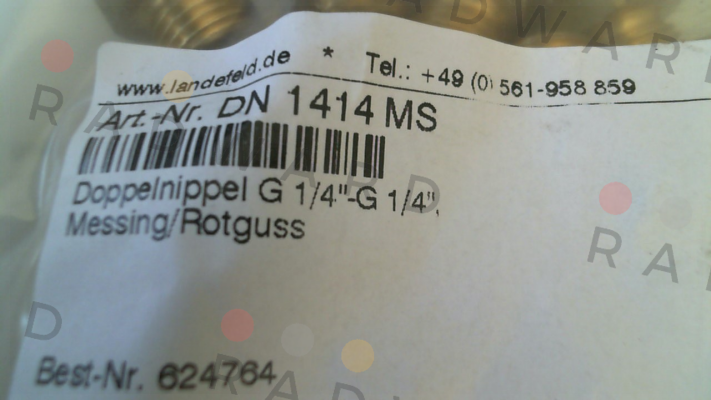 www.landefeld.de * Tel.: +49 (0) 561-958 859
Art.-Nr. DN 1414 MS
Doppelnippel G 1/4"-G 1/4",
Messing/Rotguss
Best-Nr. 624764
RADWARD